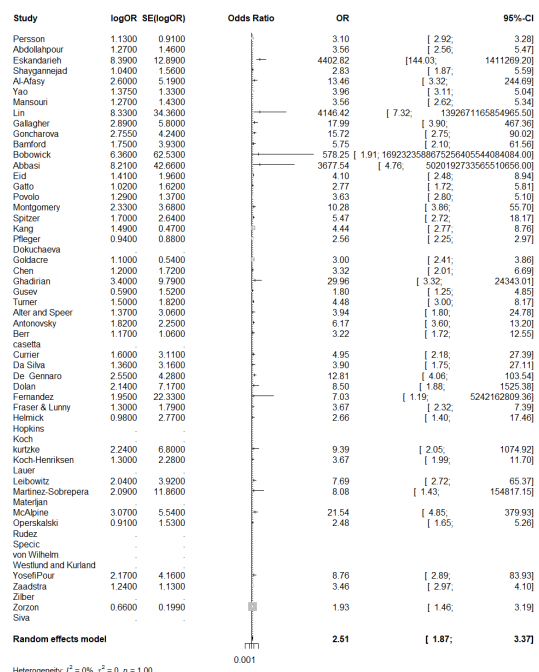 Study logOR SE(logOR) Odds Ratio OR 95%-CI
Persson 1.1300 0.9100 3.10 [ 2.92; 3.28]
Abdollahpour 1.2700 1.4600 3.56 [ 2.56; 5.47]
Eskandarieh 8.3900 12.8900 4402.82 [144.03; 1411269.20]
Shaygannejad 1.0400 1.5600 2.83 [ 1.87; 5.59]
Al-Afasy 2.6000 5.1900 13.46 [ 3.32; 244.69]
Yao 1.3750 1.3300 3.96 [ 3.11; 5.04]
Mansouri 1.2700 1.4300 3.56 [ 2.62; 5.34]
Lin 8.3300 34.3600 4146.42 [ 7.32; 1392671165854965.50]
Gallagher 2.8900 5.8000 17.99 [ 3.90; 467.36]
Goncharova 2.7550 4.2400 15.72 [ 2.75; 90.02]
Bamford 1.7500 3.9300 5.75 [ 2.10; 61.56]
Bobowick 6.3600 62.5300 578.25 [ 1.91; 16923235886752564055440840​84.00]
Abbasi 8.2100 42.6600 3677.54 [ 4.76; 5020192733565510656.00]
Eid 1.4100 1.9600 4.10 [ 2.48; 8.94]
Gatto 1.0200 1.6200 2.77 [ 1.72; 5.81]
Povolo 1.2900 1.3700 3.63 [ 2.80; 5.10]
Montgomery 2.3300 3.6800 10.28 [ 3.86; 55.70]
Spitzer 1.7000 2.6400 5.47 [ 2.72; 18.17]
Kang 1.4900 0.4700 4.44 [ 2.77; 8.76]
Pfleger 0.9400 0.8800 2.56 [ 2.25; 2.97]
Dokuchaeva . .
Goldacre 1.1000 0.5400 3.00 [ 2.41; 3.86]
Chen 1.2000 1.7200 3.32 [ 2.01; 6.69]
Ghadirian 3.4000 9.7900 29.96 [ 3.32; 24343.01]
Gusev 0.5900 1.5200 1.80 [ 1.25; 4.85]
Turner 1.5000 1.8200 4.48 [ 3.00; 8.17]
Alter and Speer 1.3700 3.0600 3.94 [ 1.80; 24.78]
Antonovsky 1.8200 2.2500 6.17 [ 3.60; 13.20]
Berr 1.1700 1.0600 3.22 [ 1.72; 12.55]
casetta . .
Currier 1.6000 3.1100 4.95 [ 2.18; 27.39]
Da Silva 1.3600 3.1600 3.90 [ 1.75; 27.11]
De Gennaro 2.5500 4.2800 12.81 [ 4.06; 103.54]
Dolan 2.1400 7.1700 8.50 [ 1.88; 1525.38]
Fernandez 1.9500 22.3300 7.03 [ 1.19; 5242162809.36]
Fraser & Lunny 1.3000 1.7900 3.67 [ 2.32; 7.39]
Helmick 0.9800 2.7700 2.66 [ 1.40; 17.46]
Hopkins . .
Koch . .
kurtzke 2.2400 6.8000 9.39 [ 2.05; 1074.92]
Koch-Henriksen 1.3000 2.2800 3.67 [ 1.99; 11.70]
Lauer . .
Leibowitz 2.0400 3.9200 7.69 [ 2.72; 65.37]
Martinez-Sobrepera 2.0900 11.8600 8.08 [ 1.43; 154817.15]
Materljan . .
McAlpine 3.0700 5.5400 21.54 [ 4.85; 379.93]
Operskalski 0.9100 1.5300 2.48 [ 1.65; 5.26]
Rudez . .
Specic . .
von Wilhelm . .
Westlund and Kurland . .
YosefiPour 2.1700 4.1600 8.76 [ 2.89; 83.93]
Zaadstra 1.2400 1.1300 3.46 [ 2.97; 4.10]
Zilber . .
Zorzon 0.6600 0.1990 1.93 [ 1.46; 3.19]
Siva . .
Random effects model 2.51 [ 1.87; 3.37]
0.001
Heterogeneity: I² = 0%, τ² = 0, p = 1.00